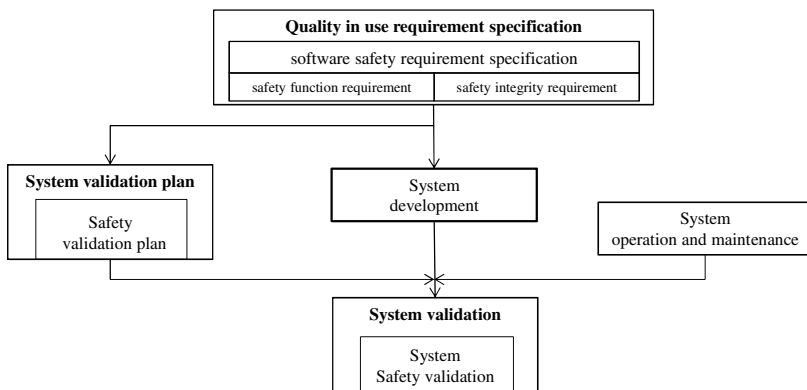 Quality in use requirement specification
software safety requirement specification
safety function requirement
safety integrity requirement
System validation plan
Safety
validation plan
System
development
System
operation and maintenance
System validation
System
Safety validation